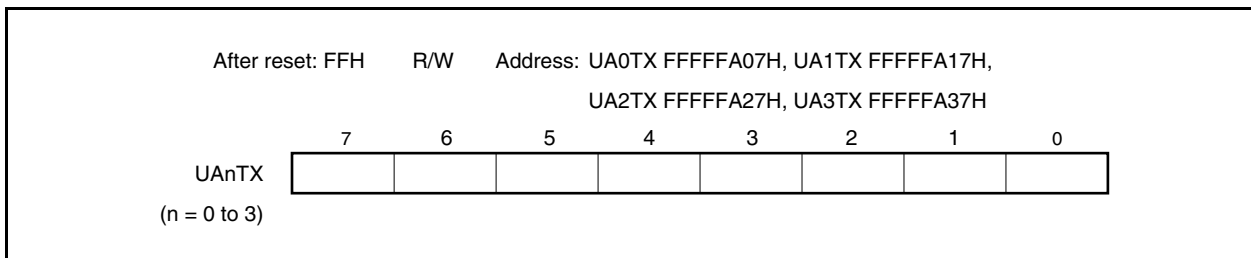 After reset: FFH R/W Address: UA0TX FFFFFA07H, UA1TX FFFFFA17H,
UA2TX FFFFFA27H, UA3TX FFFFFA37H
7 6 5 4 3 2 1 0
UAnTX
(n = 0 to 3)